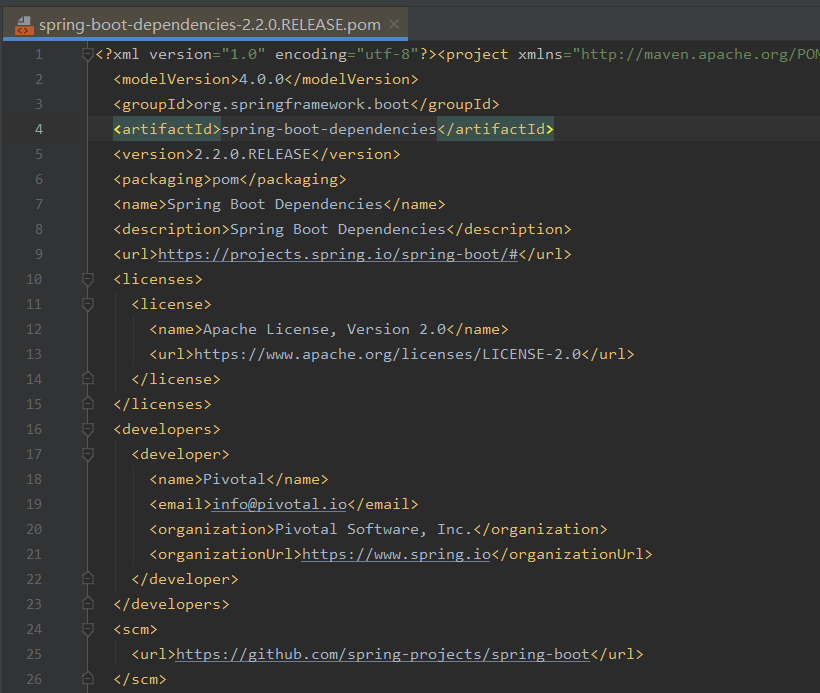 spring-boot-dependencies-2.2.0.RELEASE.pom
1 <?xml version="1.0" encoding="utf-8"?><project xmlns="http://maven.apache.org/POM
2 <modelVersion>4.0.0</modelVersion>
3 <groupId>org.springframework.boot</groupId>
4 <artifactId>spring-boot-dependencies</artifactId>
5 <version>2.2.0.RELEASE</version>
6 <packaging>pom</packaging>
7 <name>Spring Boot Dependencies</name>
8 <description>Spring Boot Dependencies</description>
9 <url>https://projects.spring.io/spring-boot/#</url>
10 <licenses>
11 <license>
12 <name>Apache License, Version 2.0</name>
13 <url>https://www.apache.org/licenses/LICENSE-2.0</url>
14 </license>
15 </licenses>
16 <developers>
17 <developer>
18 <name>Pivotal</name>
19 <email>info@pivotal.io</email>
20 <organization>Pivotal Software, Inc.</organization>
21 <organizationUrl>https://www.spring.io</organizationUrl>
22 </developer>
23 </developers>
24 <scm>
25 <url>https://github.com/spring-projects/spring-boot</url>
26 </scm>